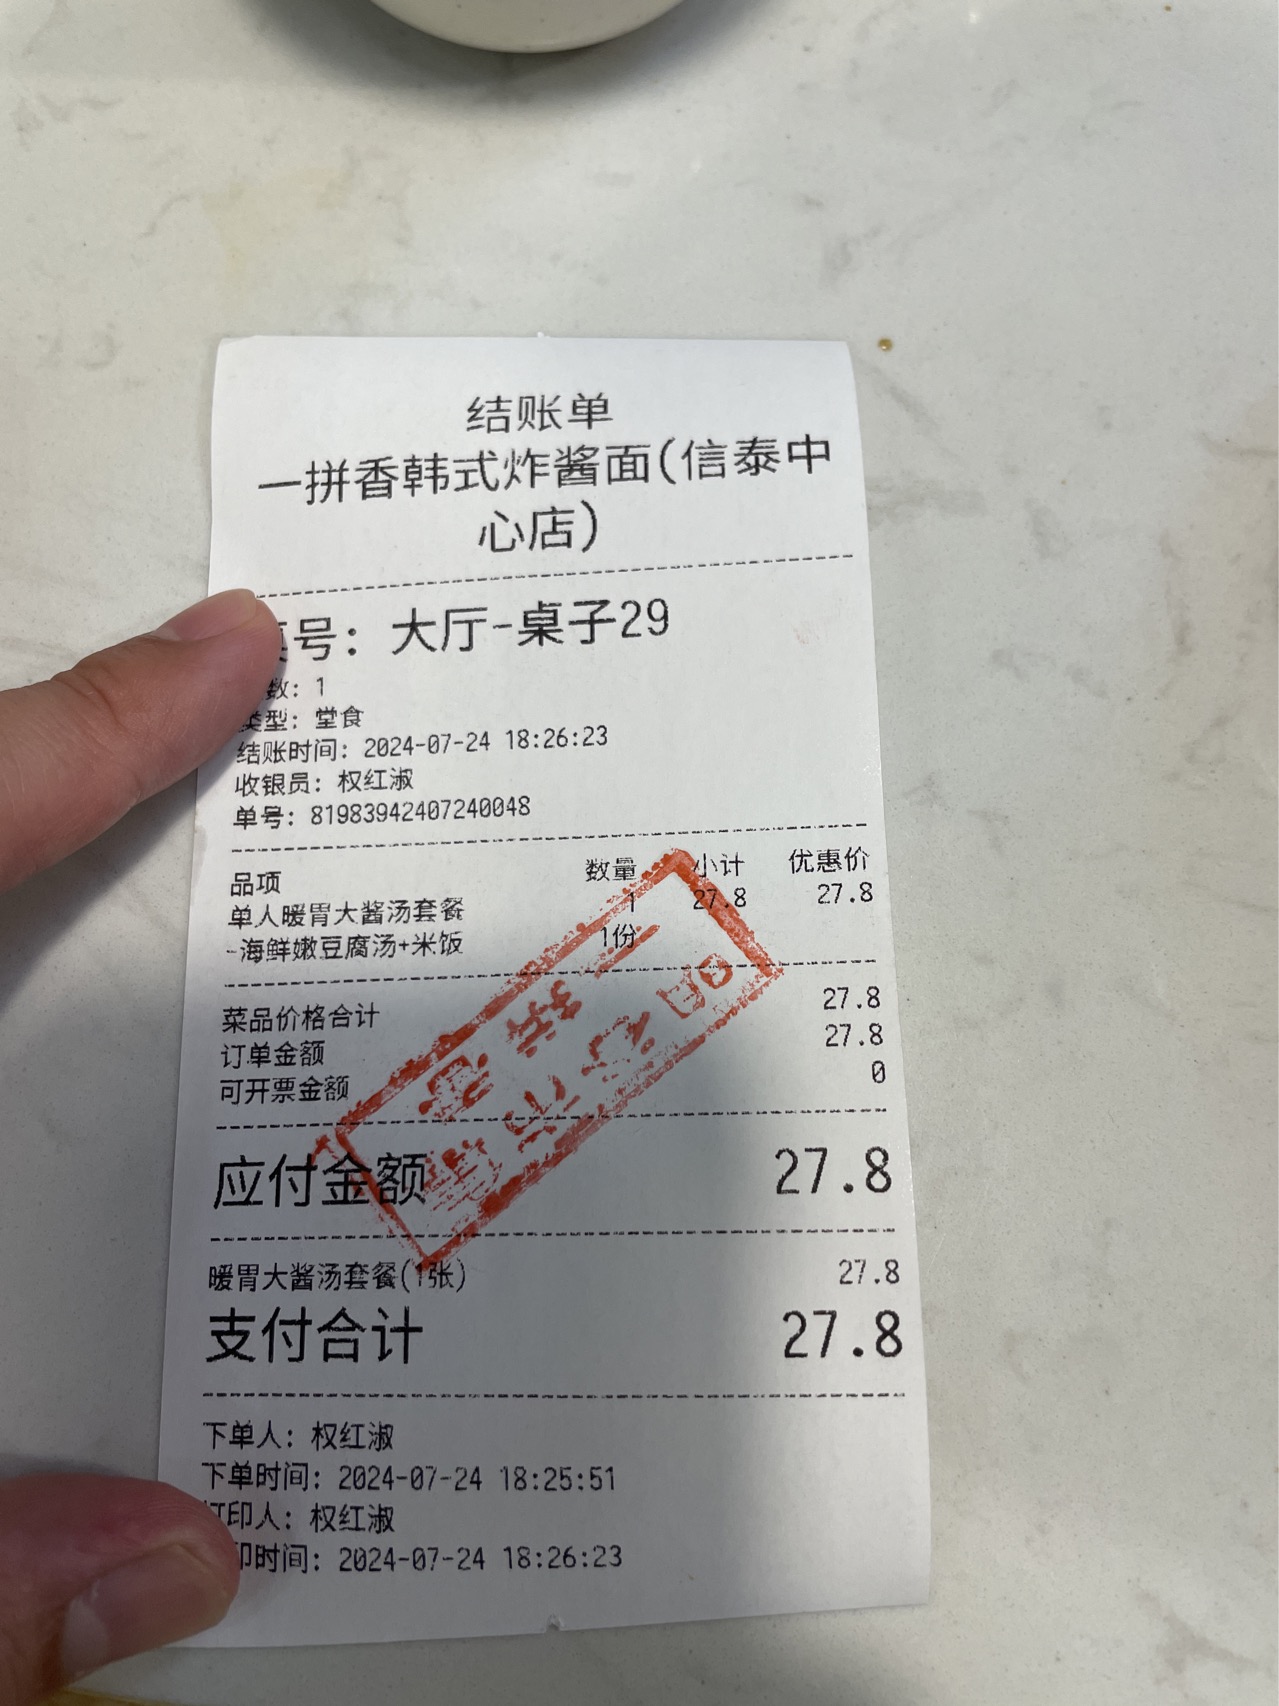 结账单
一拼香韩式炸酱面(信泰中
心店)
号: 大厅-桌子29
数: 1
类型: 堂食
结账时间: 2024-07-24 18:26:23
收银员: 权红淑
单号: 81983942407240048
品项 数量 小计 优惠价
单人暖胃大酱汤套餐 1 27.8 27.8
-海鲜嫩豆腐汤+米饭 1份
菜品价格合计 27.8
订单金额 27.8
可开票金额 0
应付金额 27.8
暖胃大酱汤套餐(1张) 27.8
支付合计 27.8
下单人: 权红淑
下单时间: 2024-07-24 18:25:51
打印人: 权红淑
印时间: 2024-07-24 18:26:23